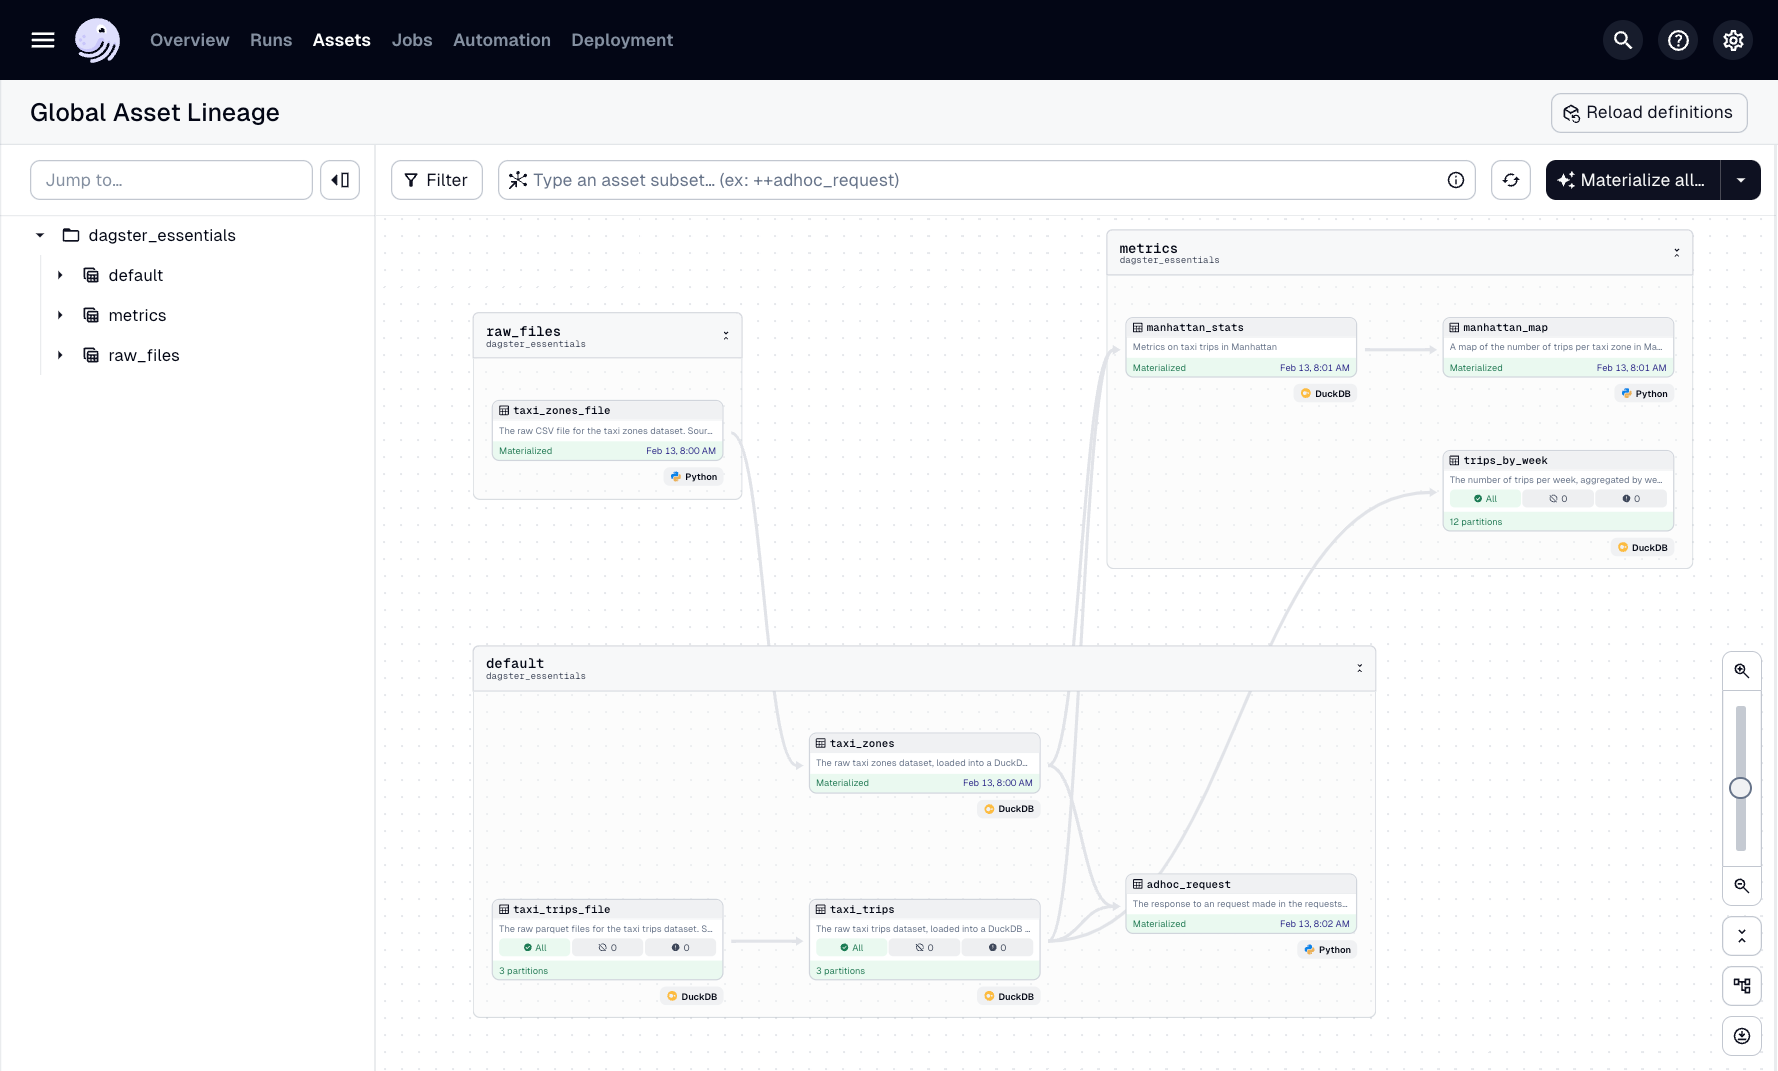 Overview Runs Assets Jobs Automation Deployment
Global Asset Lineage
Reload definitions
Jump to…
Filter
Type an asset subset… (ex: ++adhoc_request)
Materialize all…
dagster_essentials
default
metrics
raw_files
metrics
dagster_essentials
manhattan_stats
Metrics on taxi trips in Manhattan
Materialized Feb 13, 8:01 AM
DuckDB
manhattan_map
A map of the number of trips per taxi zone in Ma…
Materialized Feb 13, 8:01 AM
Python
trips_by_week
The number of trips per week, aggregated by we…
All 0 0
12 partitions
DuckDB
raw_files
dagster_essentials
taxi_zones_file
The raw CSV file for the taxi zones dataset. Sour…
Materialized Feb 13, 8:00 AM
Python
default
dagster_essentials
taxi_zones
The raw taxi zones dataset, loaded into a DuckD…
Materialized Feb 13, 8:00 AM
DuckDB
taxi_trips_file
The raw parquet files for the taxi trips dataset. S…
All 0 0
3 partitions
DuckDB
taxi_trips
The raw taxi trips dataset, loaded into a DuckDB …
All 0 0
3 partitions
DuckDB
adhoc_request
The response to an request made in the requests…
Materialized Feb 13, 8:02 AM
Python